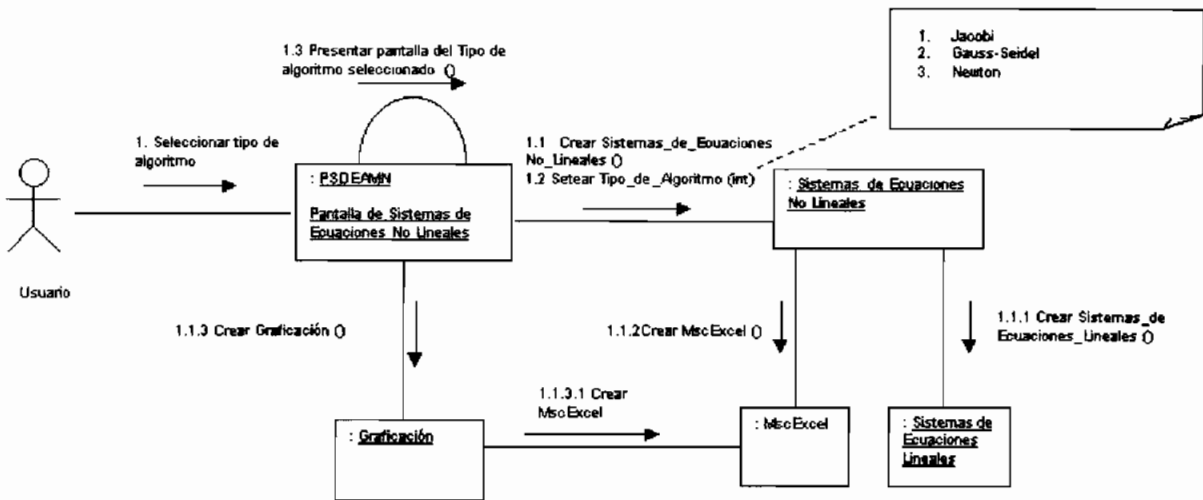 1.3 Presentar pantalla del Tipo de
algoritmo seleccionado ()
1. Jacobi
2. Gauss-Seidel
3. Newton
1. Seleccionar tipo de
algoritmo
1.1 Crear Sistemas_de_Ecuaciones
No_Lineales ()
1.2 Setear Tipo_de_Algoritmo (int)
: PSDEAMN
Pantalla de Sistemas de
Ecuaciones No Lineales
: Sistemas de Ecuaciones
No Lineales
Usuario
1.1.3 Crear Graficación ()
1.1.2Crear MscExcel ()
1.1.1 Crear Sistemas_de
Ecuaciones_Lineales ()
1.1.3.1 Crear
MscExcel
: Graficación
: MscExcel
: Sistemas de
Ecuaciones
Lineales